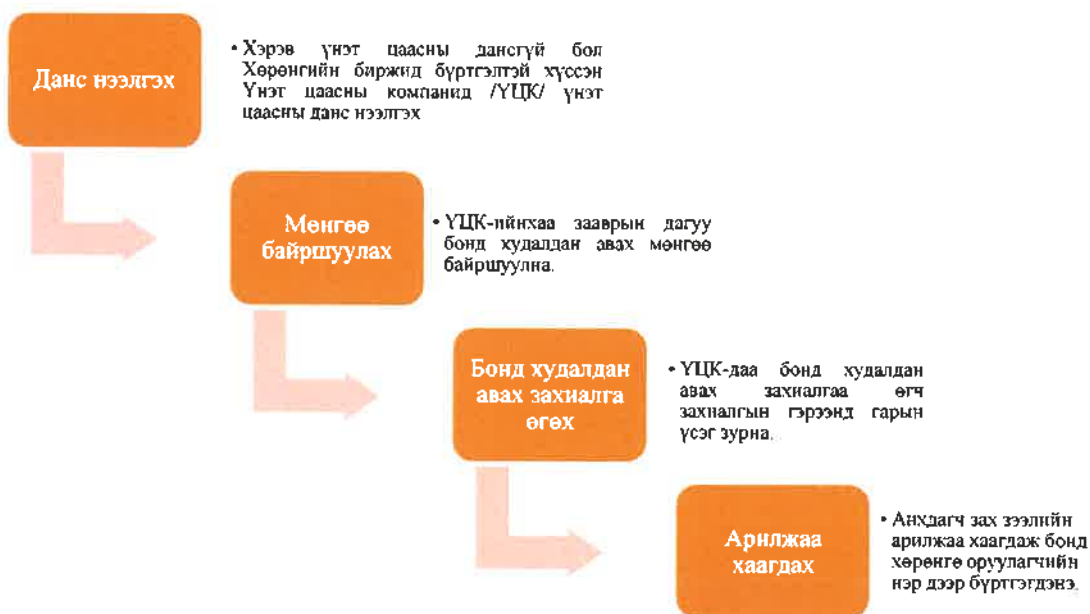 Данс нээлгэх
• Хэрэв үнэт цаасны дансгүй бол
Хөрөнгийн биржид бүртгэлтэй хүссэн
Үнэт цаасны компанид /ҮЦК/ үнэт
цаасны данс нээлгэх
Мөнгөө
байршуулах
• ҮЦК-ийнхаа зааврын дагуу
бонд худалдан авах мөнгөө
байршуулна.
Бонд худалдан
авах захиалга
өгөх
• ҮЦК-даа бонд худалдан
авах захиалгаа өгч
захиалгын гэрээнд гарын
үсэг зурна.
Арилжаа
хаагдах
• Анхдагч зах зээлийн
арилжаа хаагдаж бонд
хөрөнгө оруулагчийн
нэр дээр бүртгэгдэнэ.